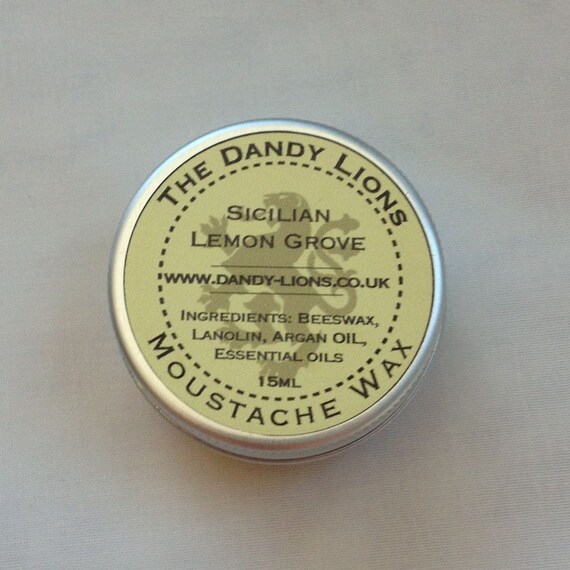 The Dandy Lions
Sicilian
Lemon Grove
www.dandy-lions.co.uk
Ingredients: Beeswax,
Lanolin, Argan Oil,
Essential oils
15ml
Moustache Wax